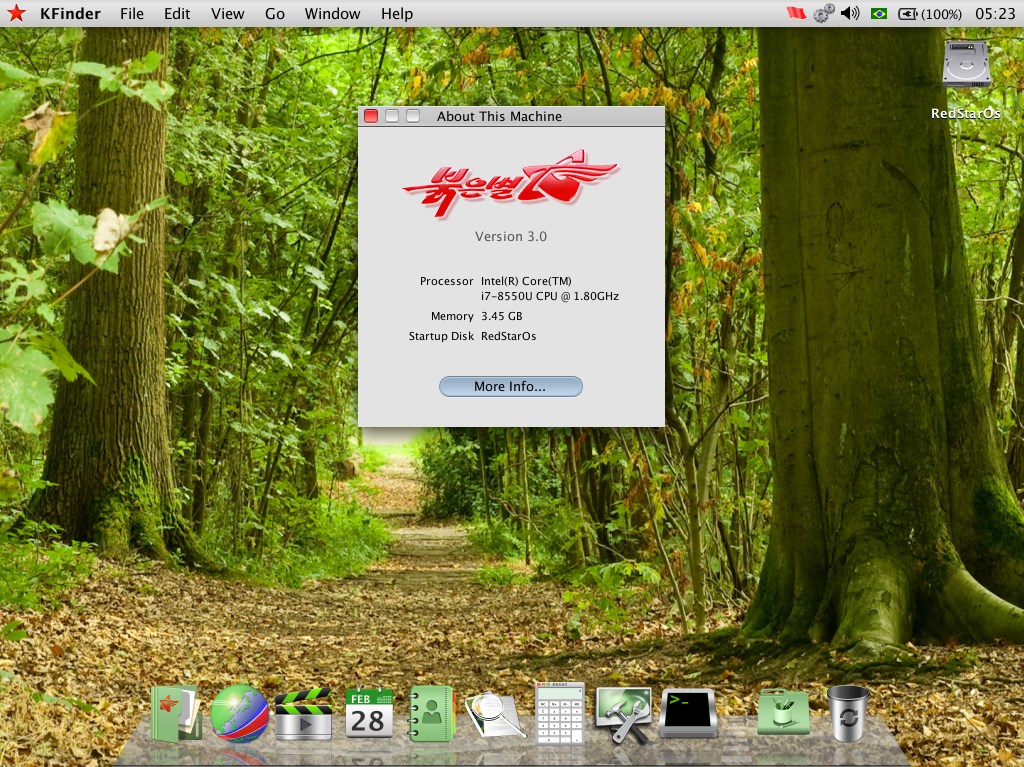 KFinder File Edit View Go Window Help (100%) 05:23
RedStarOs
About This Machine
붉은별
Version 3.0
Processor Intel(R) Core(TM)
i7-8550U CPU @ 1.80GHz
Memory 3.45 GB
Startup Disk RedStarOs
More Info...
FEB
28